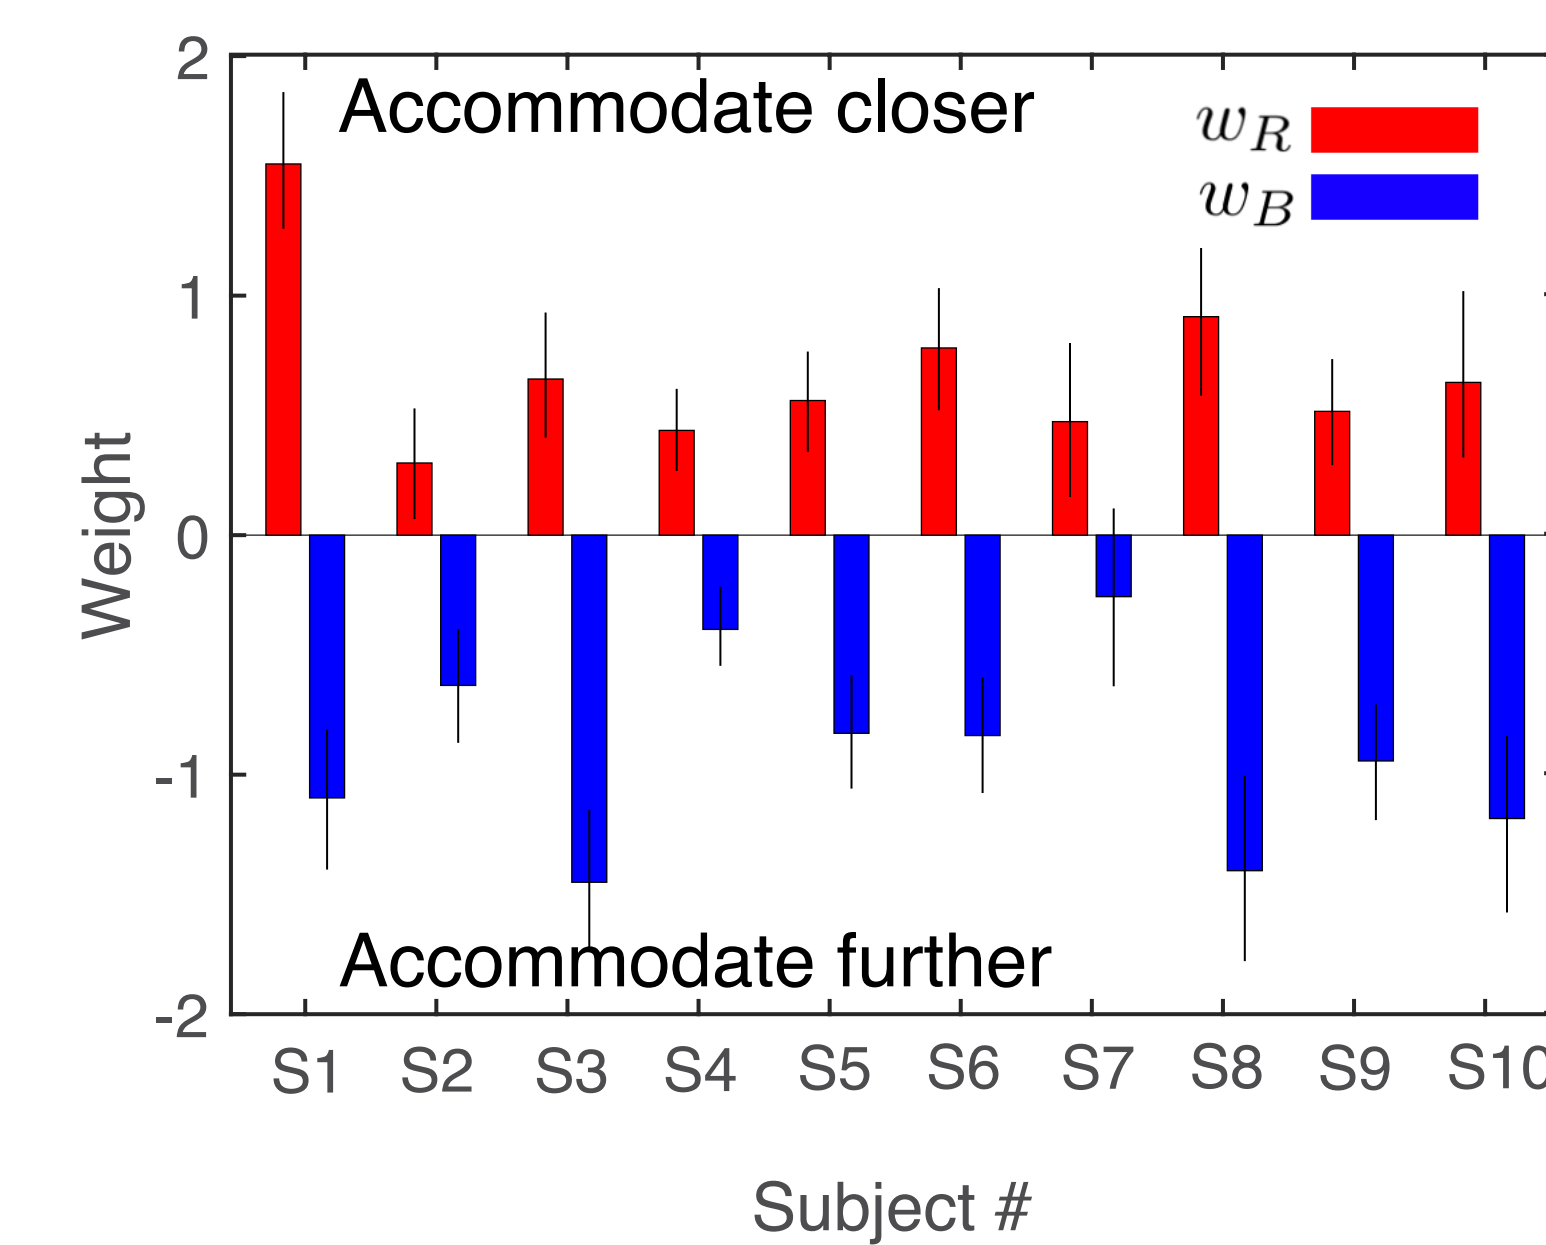 2
Accommodate closer
w_R
w_B
1
0
-1
Accommodate further
-2
Weight
S1 S2 S3 S4 S5 S6 S7 S8 S9 S10
Subject #